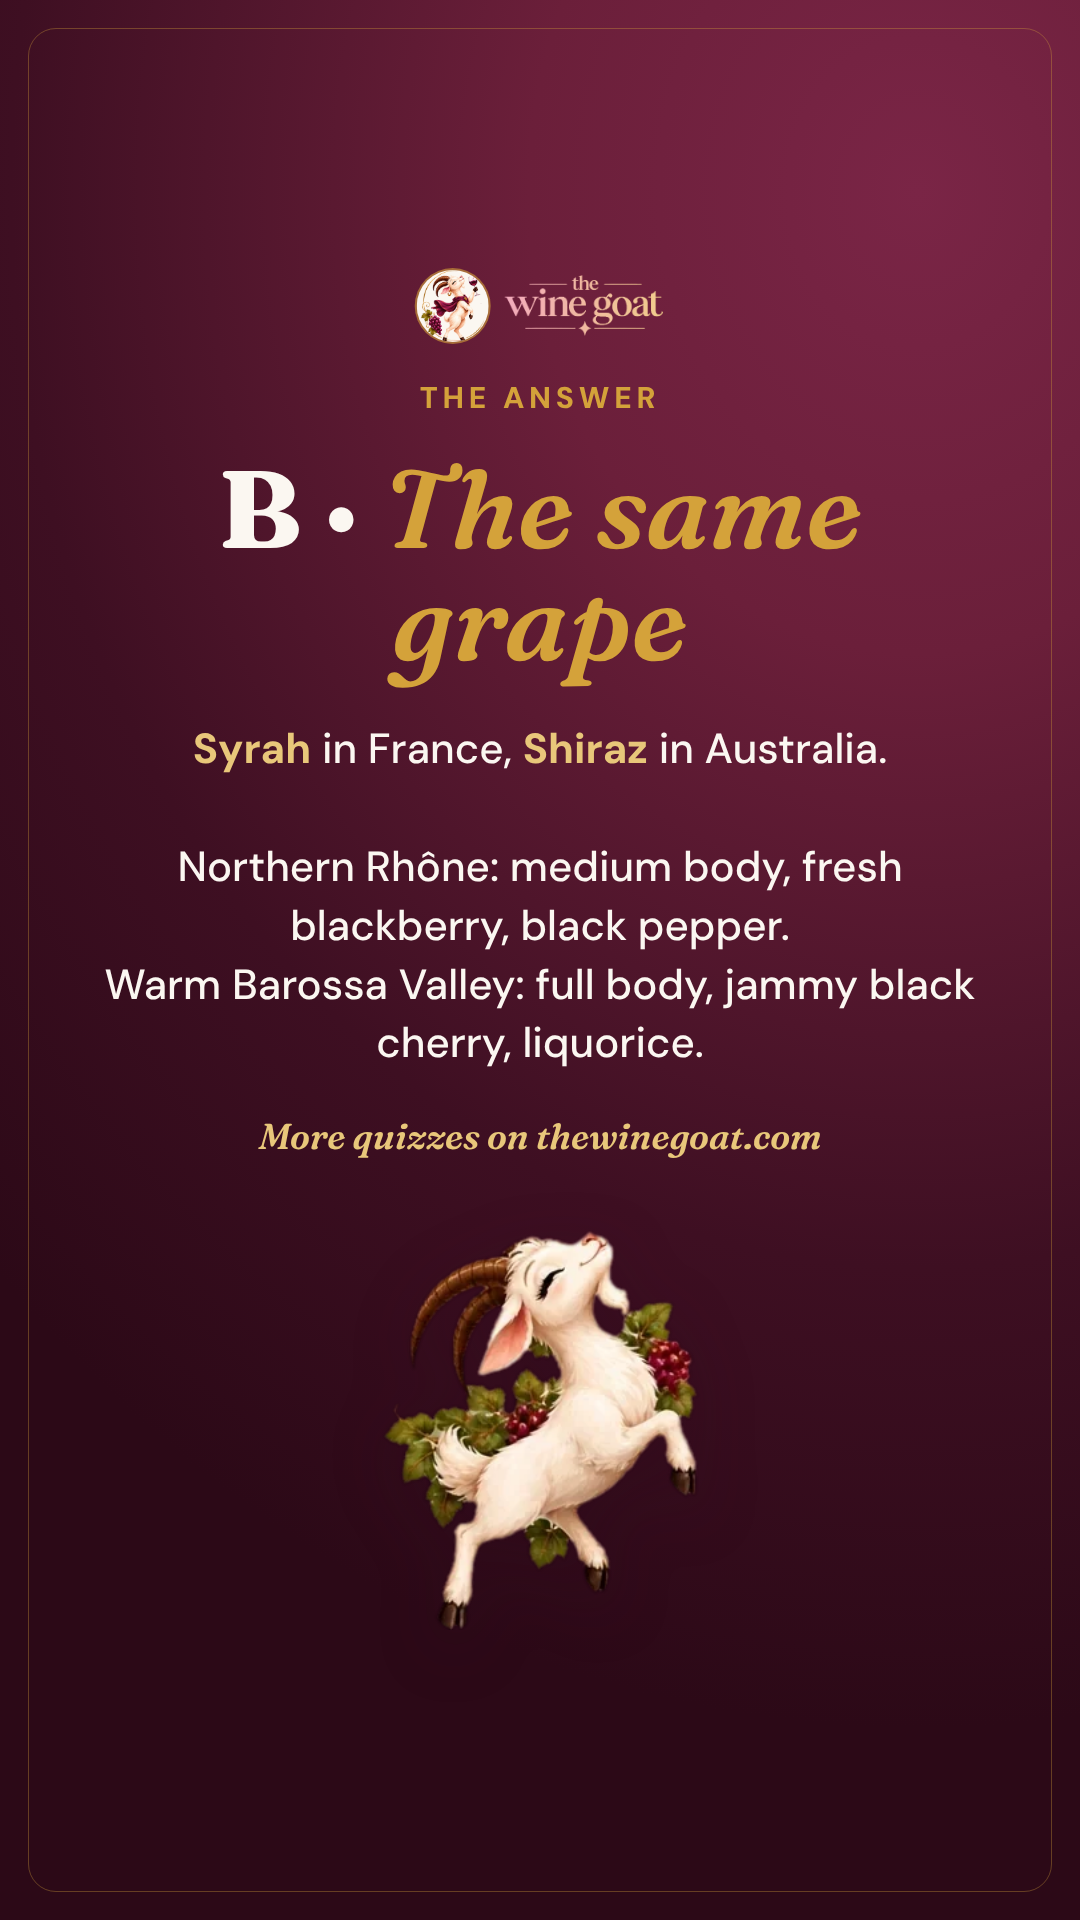 the
wine goat
THE ANSWER
B · The same
grape
Syrah in France, Shiraz in Australia.
Northern Rhône: medium body, fresh
blackberry, black pepper.
Warm Barossa Valley: full body, jammy black
cherry, liquorice.
More quizzes on thewinegoat.com